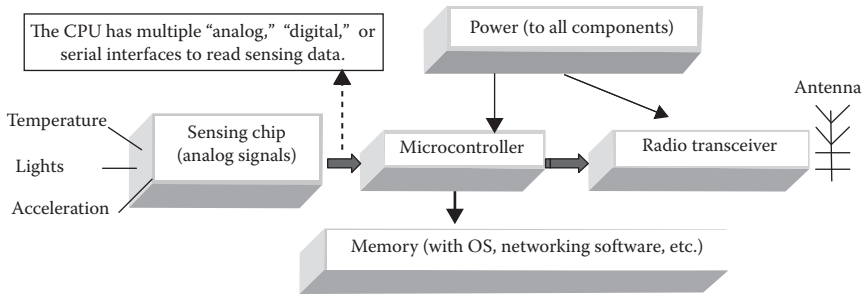 The CPU has multiple “analog,” “digital,” or
serial interfaces to read sensing data.
Power (to all components)
Antenna
Temperature
Lights
Acceleration
Sensing chip
(analog signals)
Microcontroller
Radio transceiver
Memory (with OS, networking software, etc.)